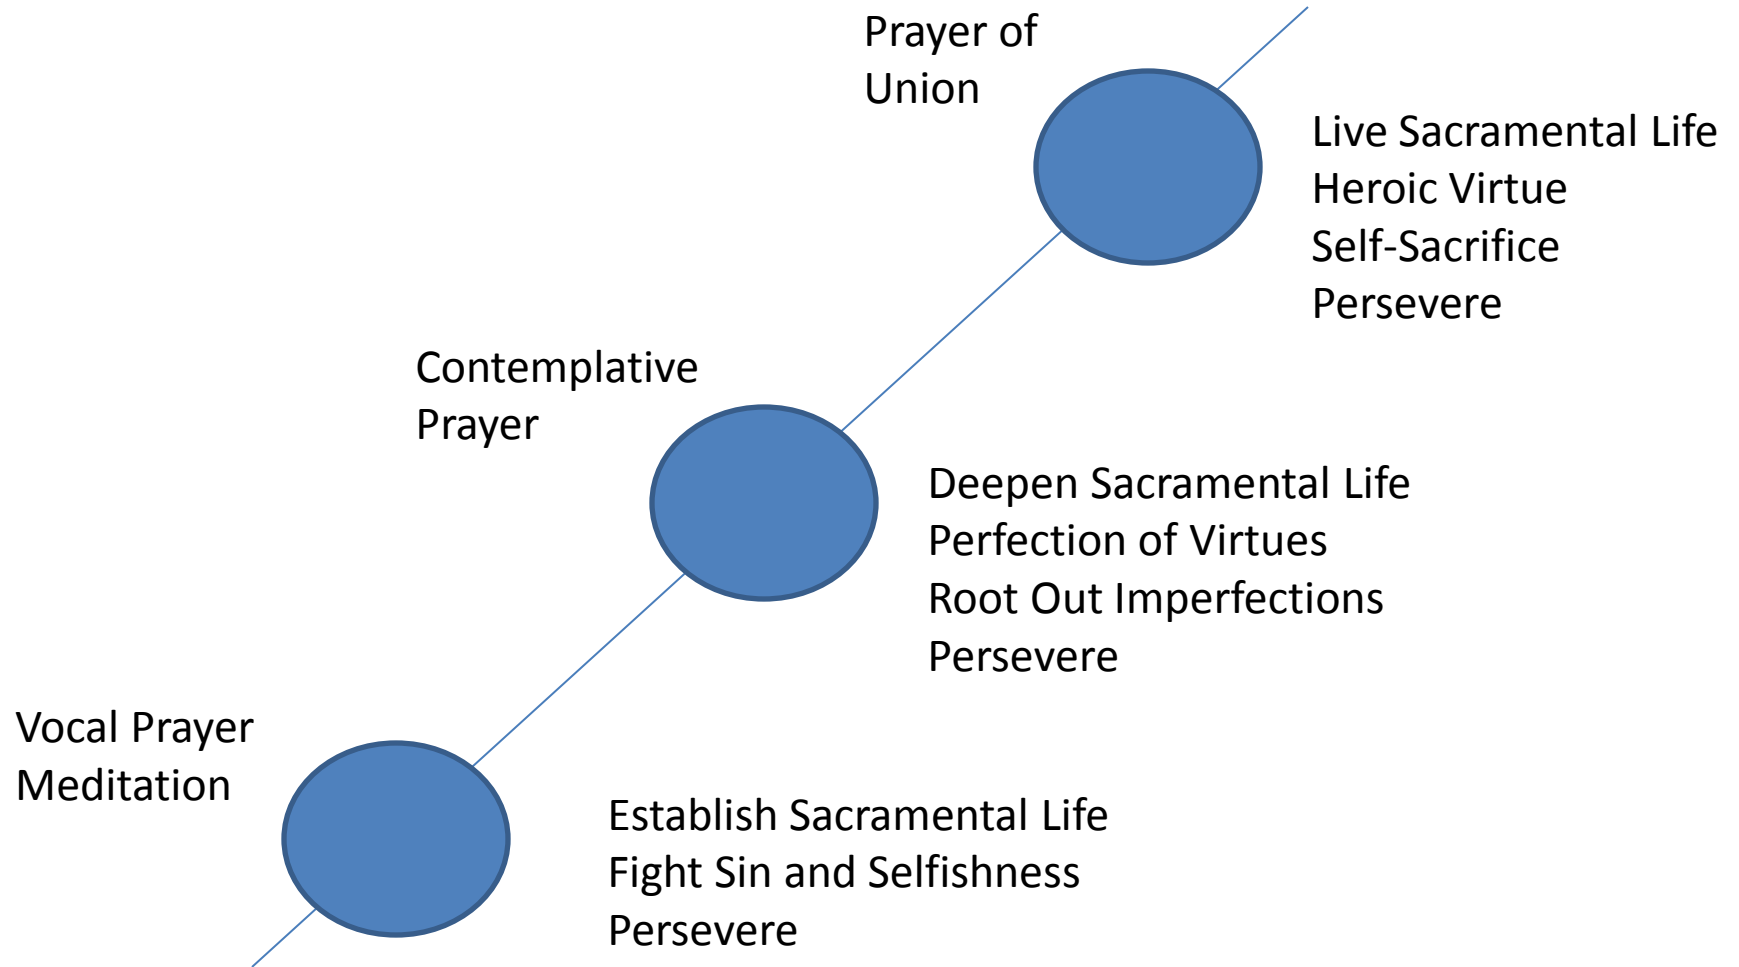 Prayer of
Union
Live Sacramental Life
Heroic Virtue
Self-Sacrifice
Persevere
Contemplative
Prayer
Deepen Sacramental Life
Perfection of Virtues
Root Out Imperfections
Persevere
Vocal Prayer
Meditation
Establish Sacramental Life
Fight Sin and Selfishness
Persevere